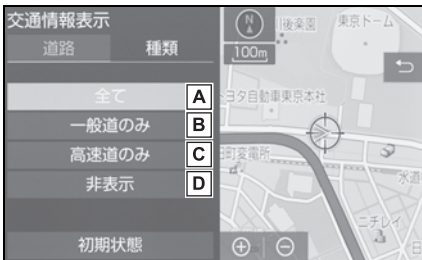 交通情報表示
道路
種類
全て
A
一般道のみ
B
高速道のみ
C
非表示
D
初期状態
N
100m
川後楽園
東京ドーム
ヨタ自動車東京本社
町変電所
水道
ニチレイ
日